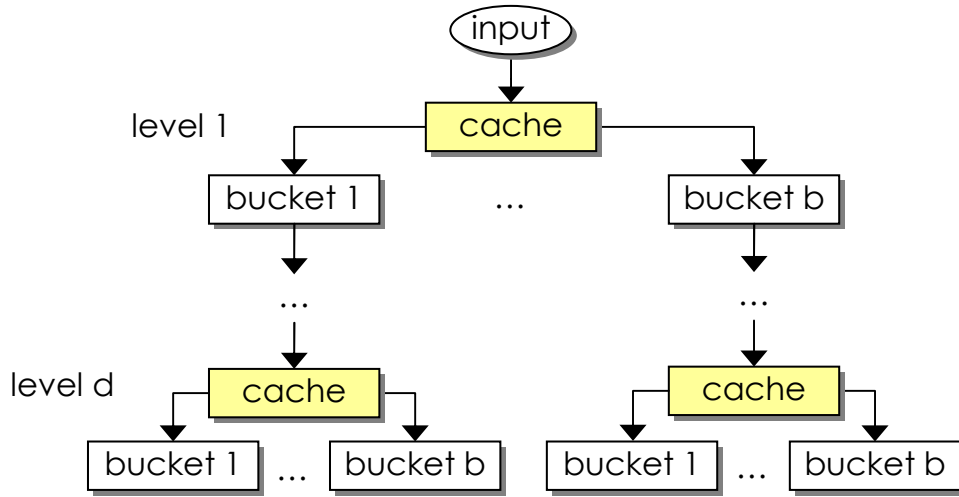 input
level 1
cache
bucket 1
...
bucket b
...
...
level d
cache
cache
bucket 1
...
bucket b
bucket 1
...
bucket b